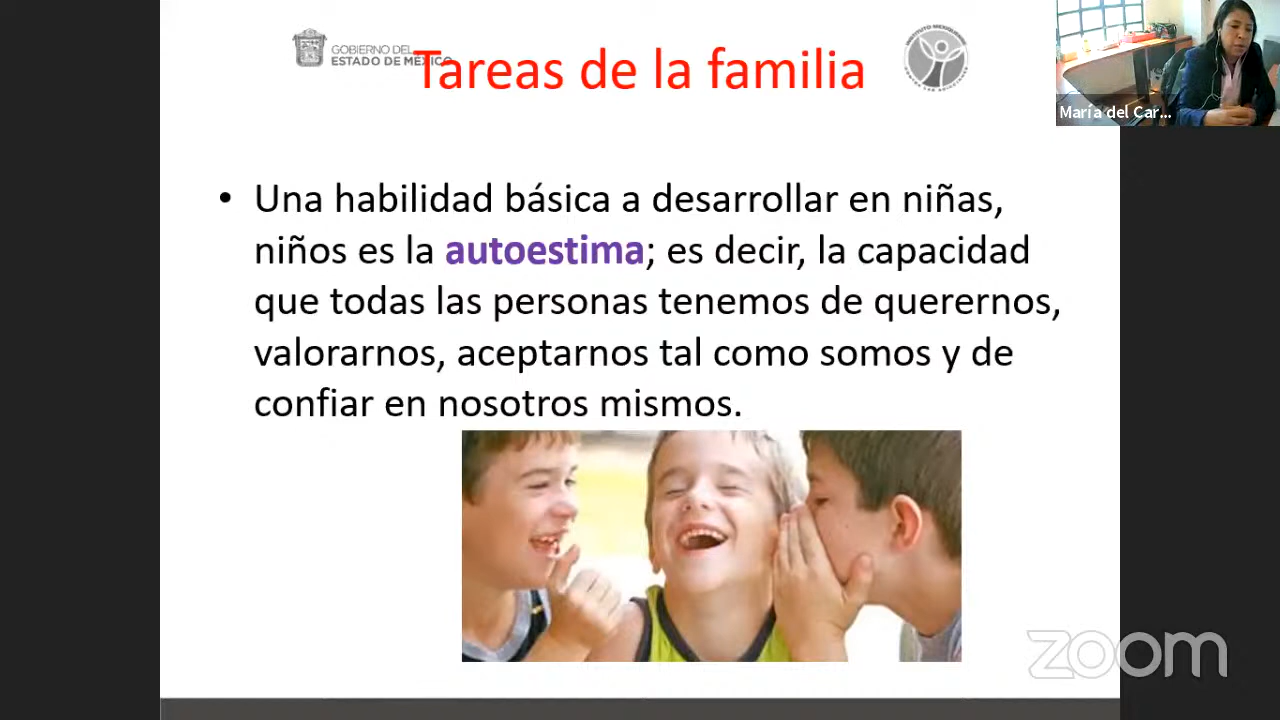 GOBIERNO DEL
ESTADO DE MÉXICO
Tareas de la familia
María del Car...
• Una habilidad básica a desarrollar en niñas,
niños es la autoestima; es decir, la capacidad
que todas las personas tenemos de querernos,
valorarnos, aceptarnos tal como somos y de
confiar en nosotros mismos.
zoom